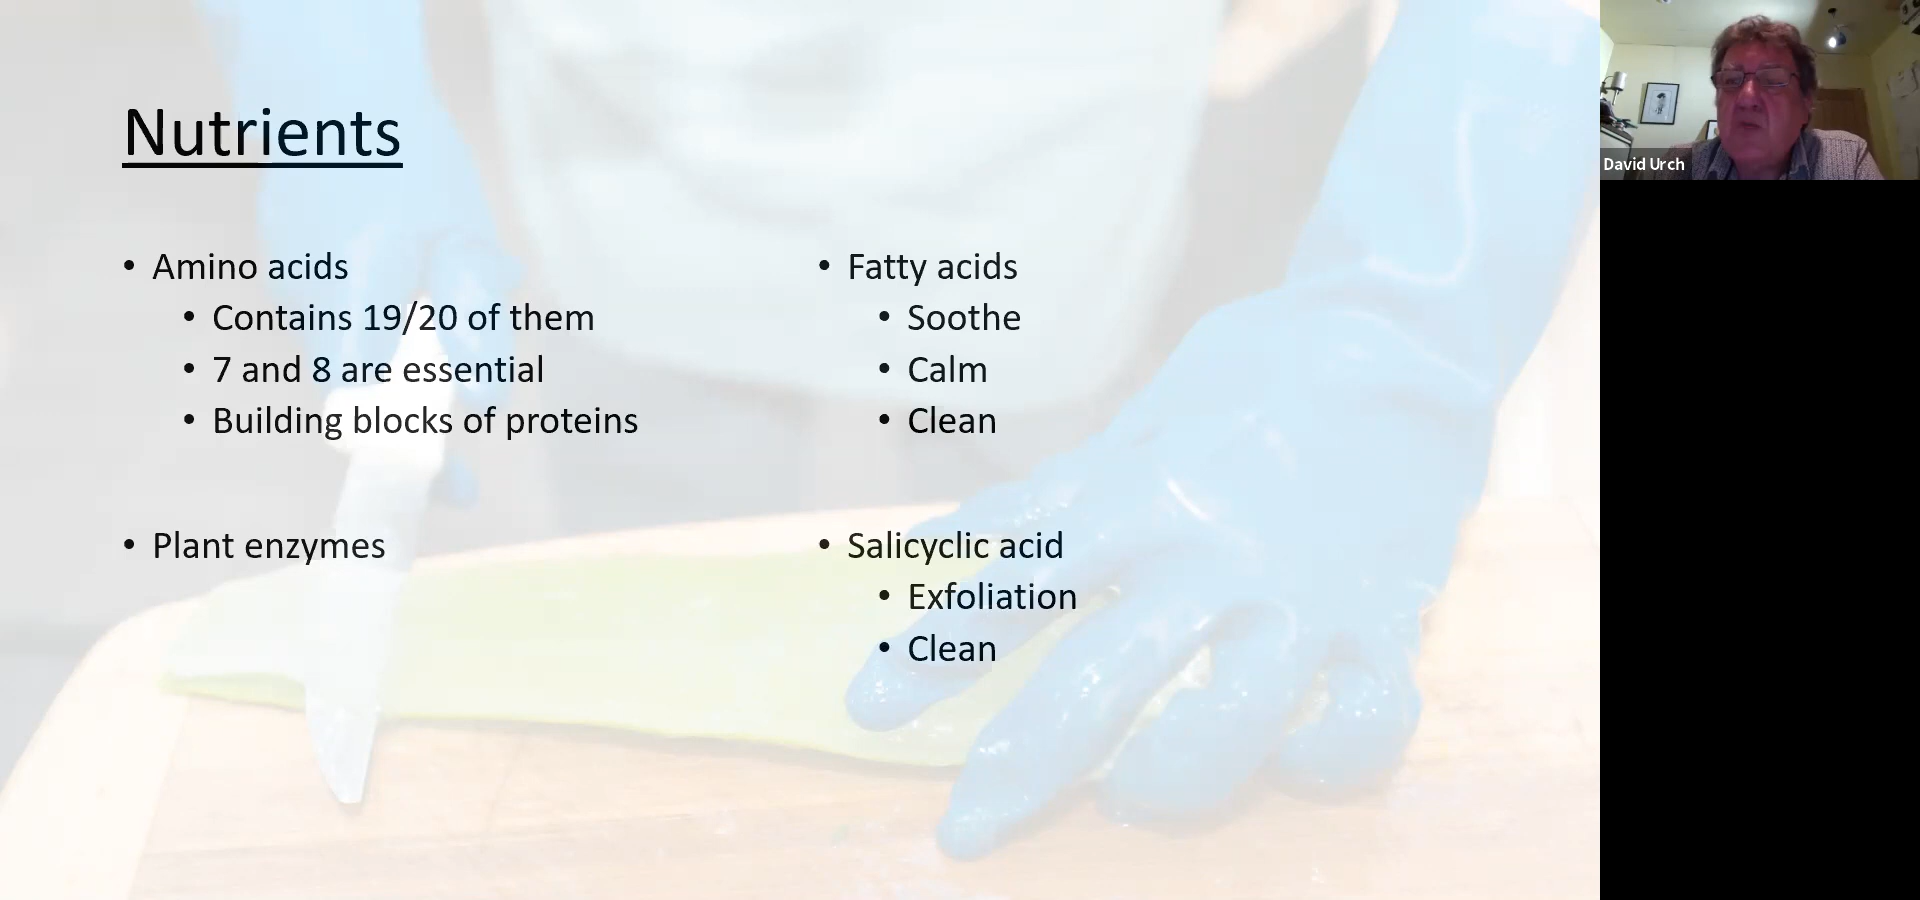 Nutrients
• Amino acids
• Contains 19/20 of them
• 7 and 8 are essential
• Building blocks of proteins
• Plant enzymes
• Fatty acids
• Soothe
• Calm
• Clean
• Salicyclic acid
• Exfoliation
• Clean
David Urch